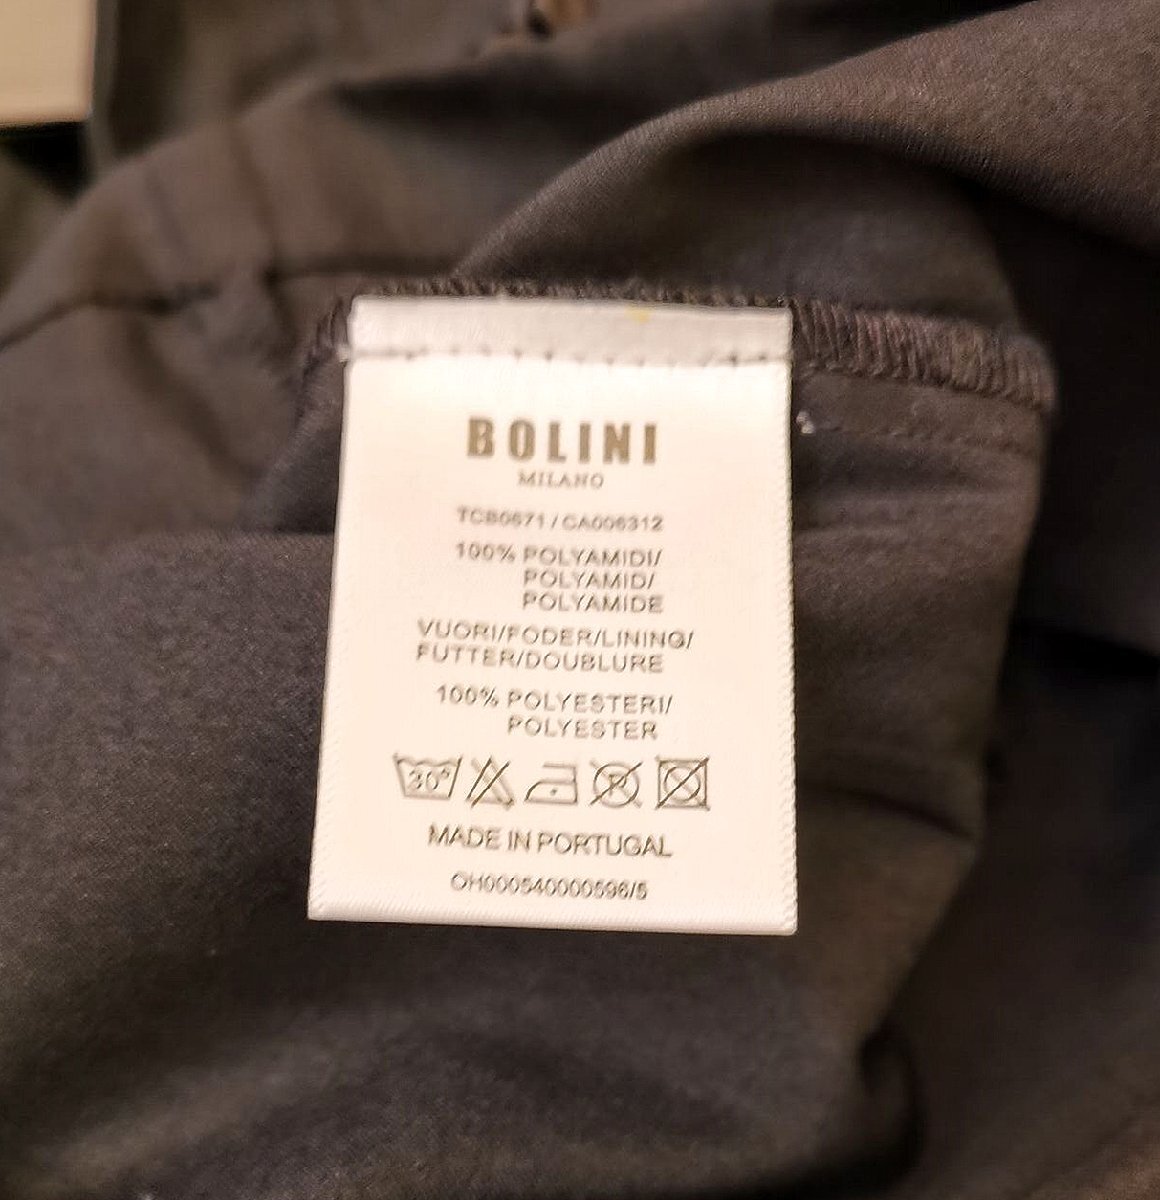 BOLINI
MILANO
TCB0671 / CA006312
100% POLYAMIDI/
POLYAMID/
POLYAMIDE
VUORI/FODER/LINING/
FUTTER/DOUBLURE
100% POLYESTERI/
POLYESTER
30°
P
MADE IN PORTUGAL
OH000540000596/5